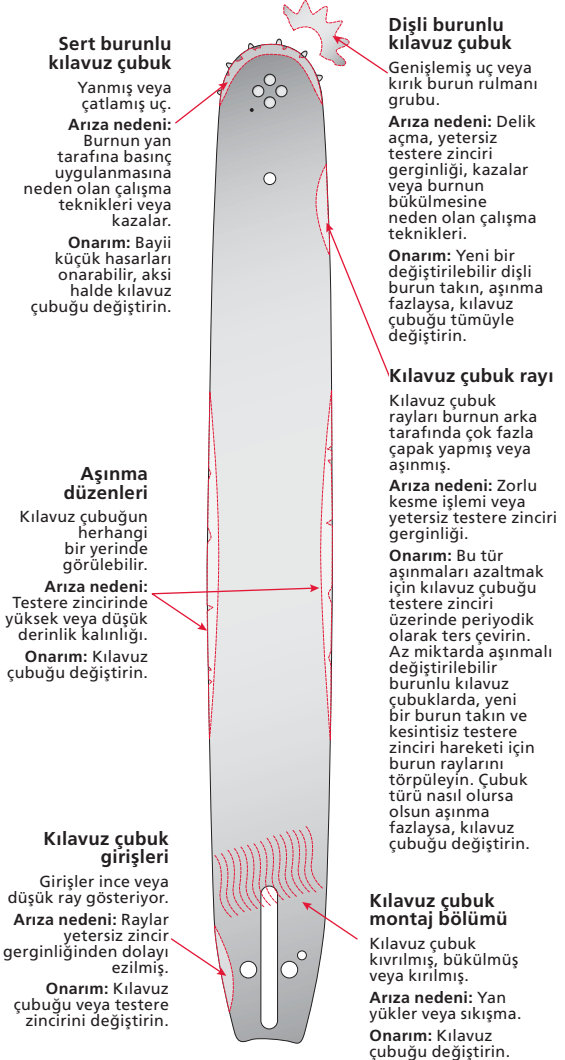 Sert burunlu
kılavuz çubuk
Yanmış veya
çatlamış uç.
Arıza nedeni:
Burnun yan
tarafına basınç
uygulanmasına
neden olan çalışma
teknikleri veya
kazalar.
Onarım: Bayii
küçük hasarları
onarabilir, aksi
halde kılavuz
çubuğu değiştirin.
Aşınma
düzenleri
Kılavuz çubuğun
herhangi
bir yerinde
görülebilir.
Arıza nedeni:
Testere zincirinde
yüksek veya düşük
derinlik kalınlığı.
Onarım: Kılavuz
çubuğu değiştirin.
Kılavuz çubuk
girişleri
Girişler ince veya
düşük ray gösteriyor.
Arıza nedeni: Raylar
yetersiz zincir
gerginliğinden dolayı
ezilmiş.
Onarım: Kılavuz
çubuğu veya testere
zincirini değiştirin.
Dişli burunlu
kılavuz çubuk
Genişlemiş uç veya
kırık burun rulmanı
grubu.
Arıza nedeni: Delik
açma, yetersiz
testere zinciri
gerginliği, kazalar
veya burnun
bükülmesine
neden olan çalışma
teknikleri.
Onarım: Yeni bir
değiştirilebilir dişli
burun takın, aşınma
fazlaysa, kılavuz
çubuğu tümüyle
değiştirin.
Kılavuz çubuk rayı
Kılavuz çubuk
rayları burnun arka
tarafında çok fazla
çapak yapmış veya
aşınmış.
Arıza nedeni: Zorlu
kesme işlemi veya
yetersiz testere zinciri
gerginliği.
Onarım: Bu tür
aşınmaları azaltmak
için kılavuz çubuğu
testere zinciri
üzerinde periyodik
olarak ters çevirin.
Az miktarda aşınmalı
değiştirilebilir
burunlu kılavuz
çubuklarda, yeni
bir burun takın ve
kesintisiz testere
zinciri hareketi için
burun raylarını
törpüleyin. Çubuk
türü nasıl olursa
olsun aşınma
fazlaysa, kılavuz
çubuğu değiştirin.
Kılavuz çubuk
montaj bölümü
Kılavuz çubuk
kıvrılmış, bükülmüş
veya kırılmış.
Arıza nedeni: Yan
yükler veya sıkışma.
Onarım: Kılavuz
çubuğu değiştirin.